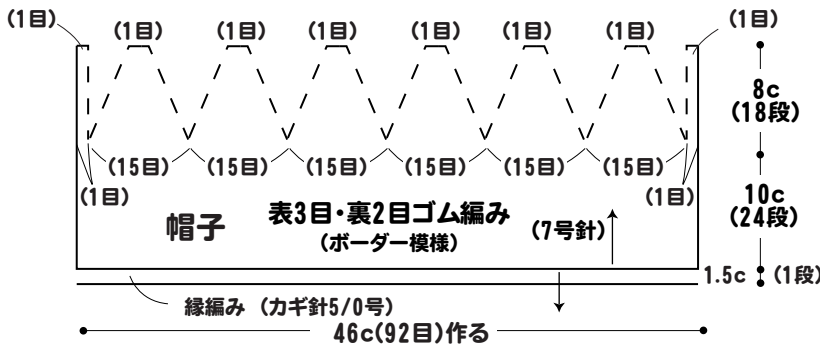 (1目) (1目) (1目) (1目) (1目) (1目) (1目) (1目)
8c
(18段)
(15目) (15目) (15目) (15目) (15目) (15目)
(1目) (1目)
10c
(24段)
帽子
表3目・裏2目ゴム編み
(ボーダー模様)
(7号針)
1.5c (1段)
縁編み (カギ針5/0号)
46c(92目)作る